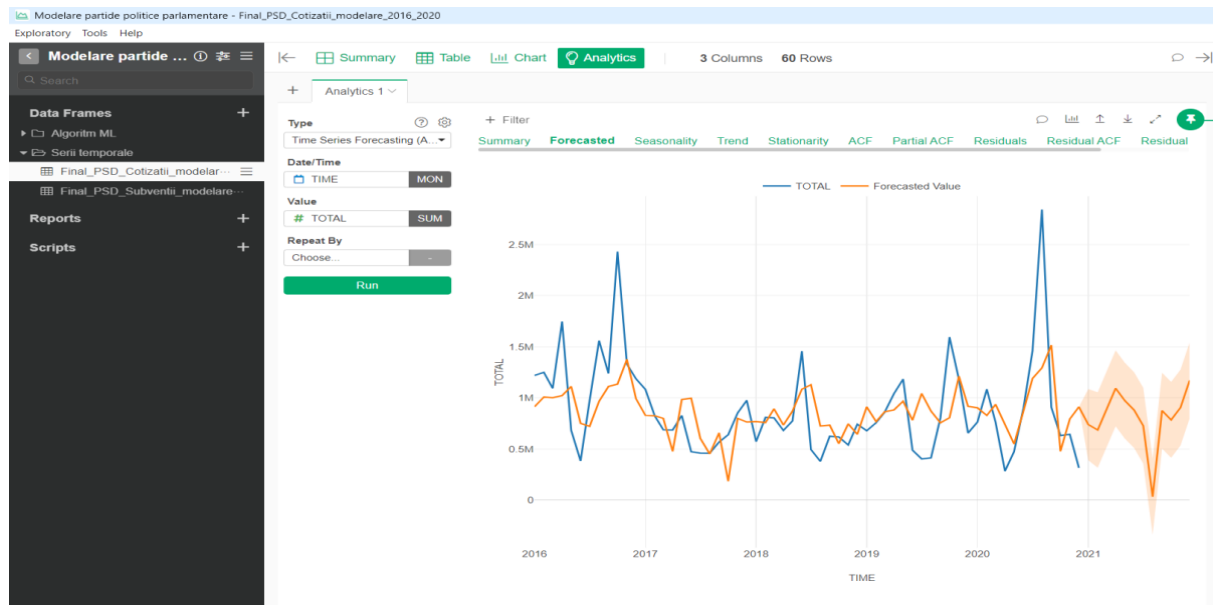 Modelare partide politice parlamentare - Final_PSD_Cotizatii_modelare_2016_2020
Exploratory Tools Help
Modelare partide ...
Summary Table Chart Analytics 3 Columns 60 Rows
Search
+ Analytics 1
Data Frames +
Algoritm ML
Serii temporale
Final_PSD_Cotizatii_modelar...
Final_PSD_Subventii_modelare...
Reports +
Scripts +
Type
Time Series Forecasting (A...
Date/Time
TIME MON
Value
# TOTAL SUM
Repeat By
Choose... -
Run
+ Filter
Summary Forecasted Seasonality Trend Stationarity ACF Partial ACF Residuals Residual ACF Residual
TOTAL Forecasted Value
2.5M
2M
1.5M
1M
0.5M
0
TOTAL
2016 2017 2018 2019 2020 2021
TIME